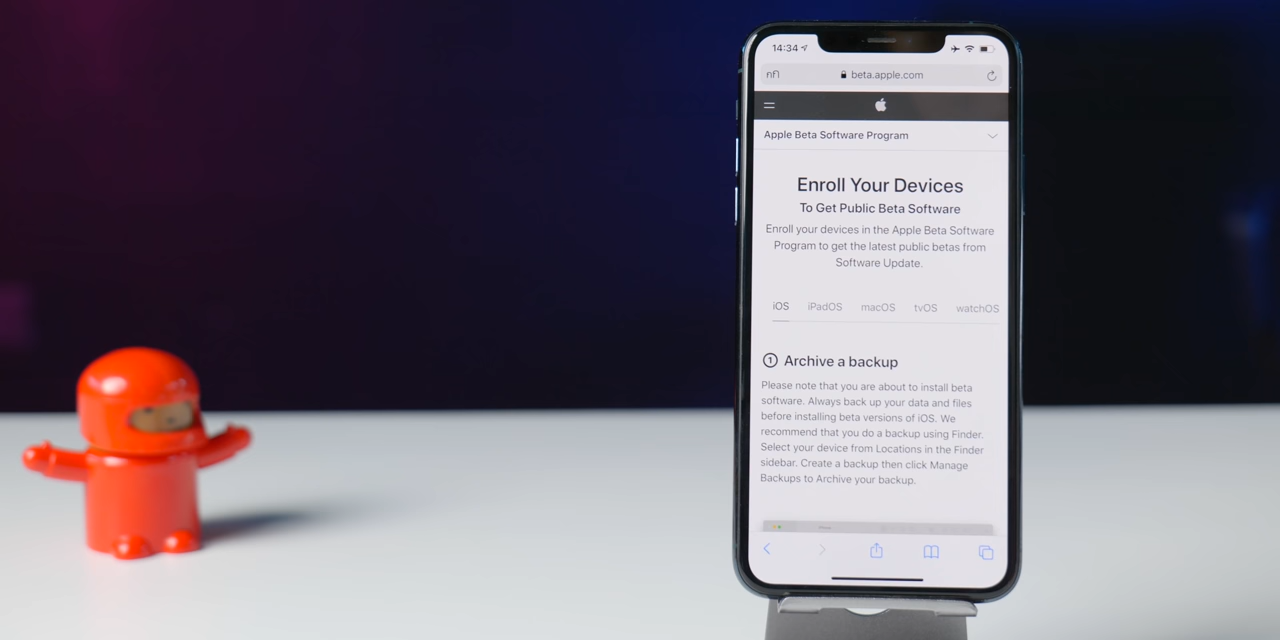 14:34
beta.apple.com
Apple Beta Software Program
Enroll Your Devices
To Get Public Beta Software
Enroll your devices in the Apple Beta Software
Program to get the latest public betas from
Software Update.
iOS iPadOS macOS tvOS watchOS
1 Archive a backup
Please note that you are about to install beta
software. Always back up your data and files
before installing beta versions of iOS. We
recommend that you do a backup using Finder.
Select your device from Locations in the Finder
sidebar. Create a backup then click Manage
Backups to Archive your backup.